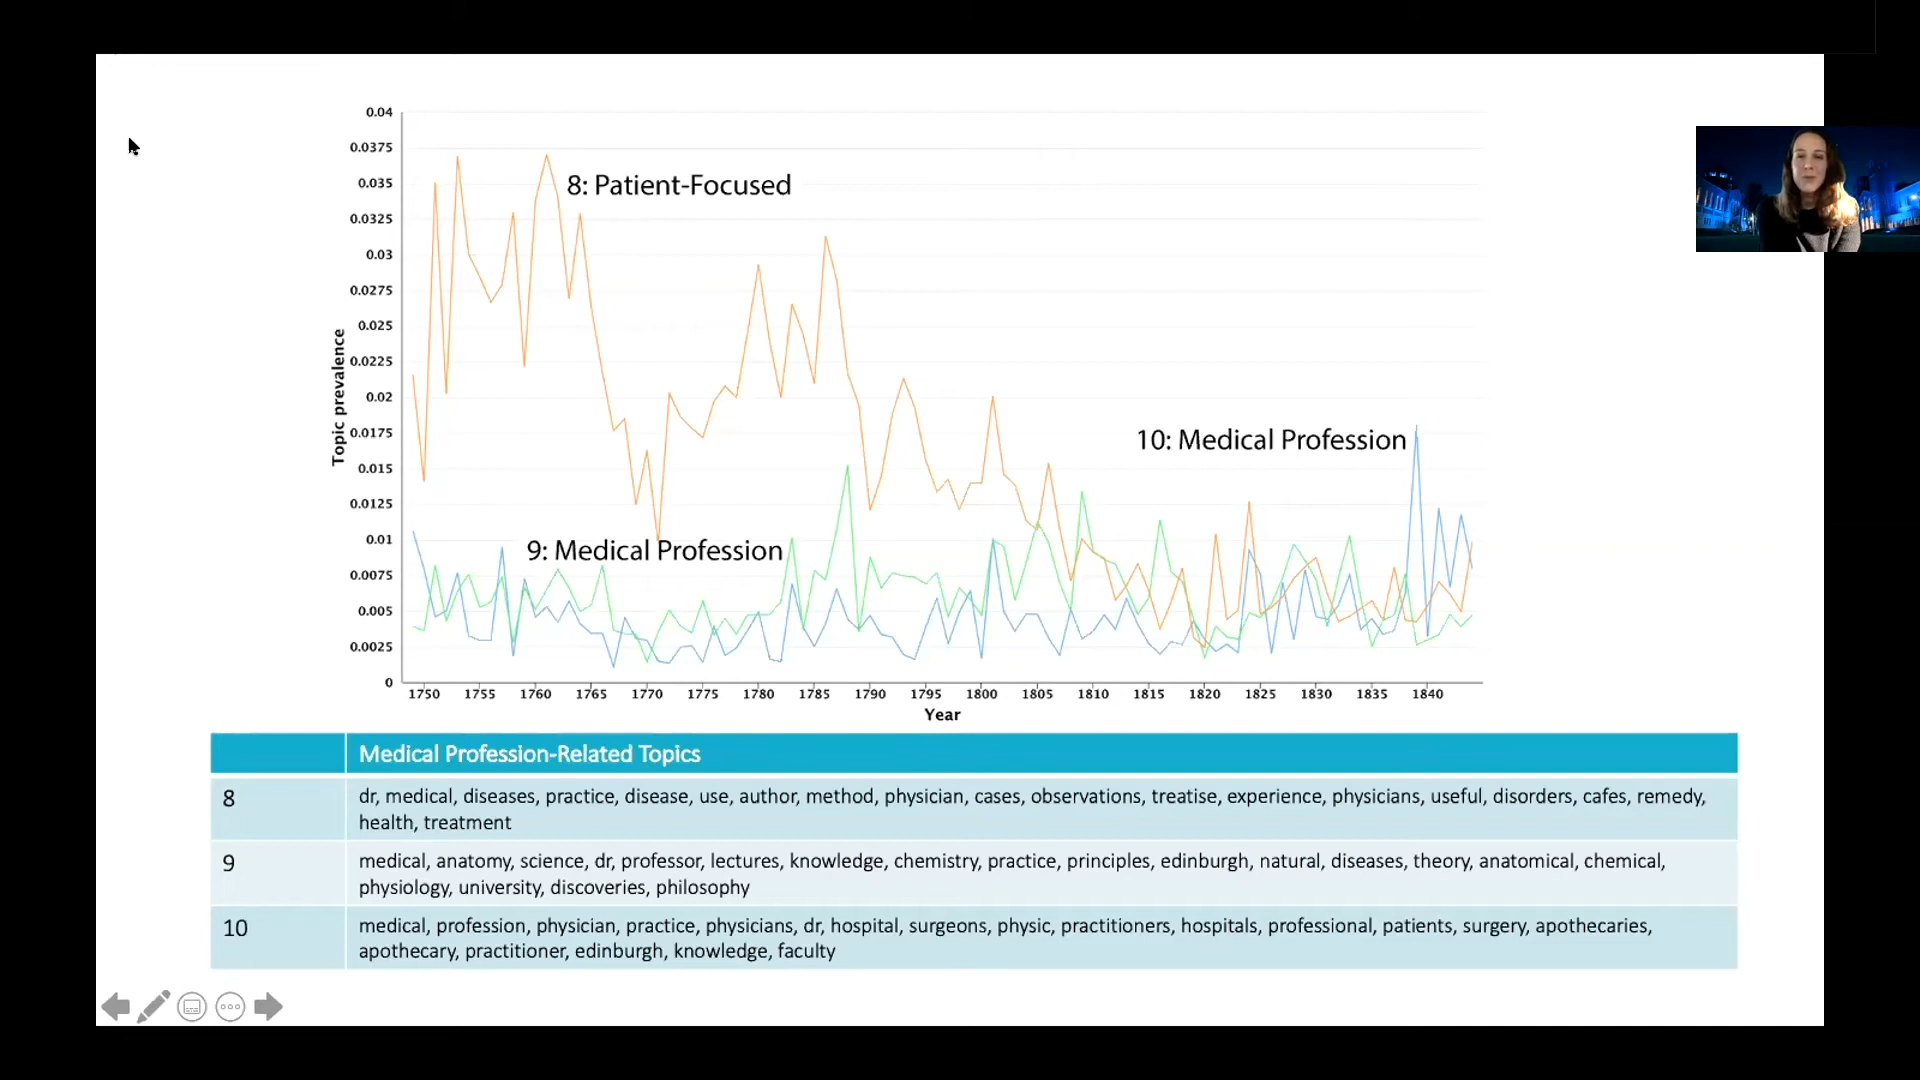 0.04
0.0375
8: Patient-Focused
0.035
0.0325
0.03
0.0275
0.025
0.0225
0.02
10: Medical Profession
0.0175
0.015
0.0125
9: Medical Profession
0.01
0.0075
0.005
0.0025
0
Topic prevalence
1750 1755 1760 1765 1770 1775 1780 1785 1790 1795 1800 1805 1810 1815 1820 1825 1830 1835 1840
Year
Medical Profession-Related Topics
8
dr, medical, diseases, practice, disease, use, author, method, physician, cases, observations, treatise, experience, physicians, useful, disorders, cafes, remedy,
health, treatment
9
medical, anatomy, science, dr, professor, lectures, knowledge, chemistry, practice, principles, edinburgh, natural, diseases, theory, anatomical, chemical,
physiology, university, discoveries, philosophy
10
medical, profession, physician, practice, physicians, dr, hospital, surgeons, physic, practitioners, hospitals, professional, patients, surgery, apothecaries,
apothecary, practitioner, edinburgh, knowledge, faculty